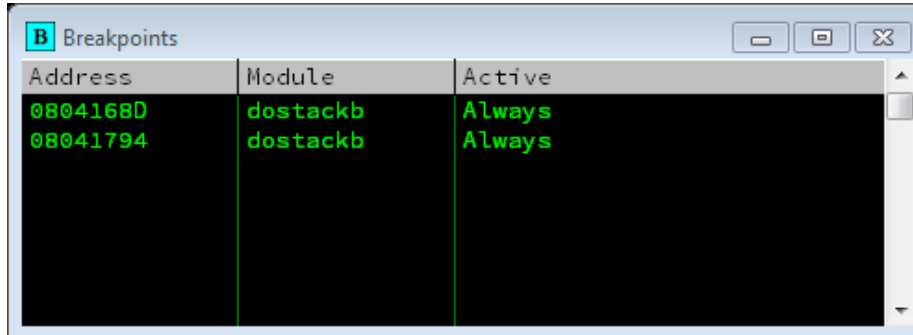 B Breakpoints
Address Module Active
0804168D dostackb Always
08041794 dostackb Always